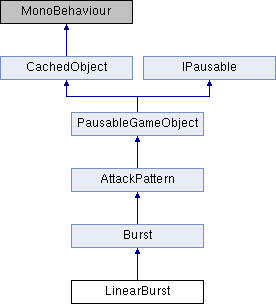 MonoBehaviour
CachedObject
IPausable
PausableGameObject
AttackPattern
Burst
LinearBurst